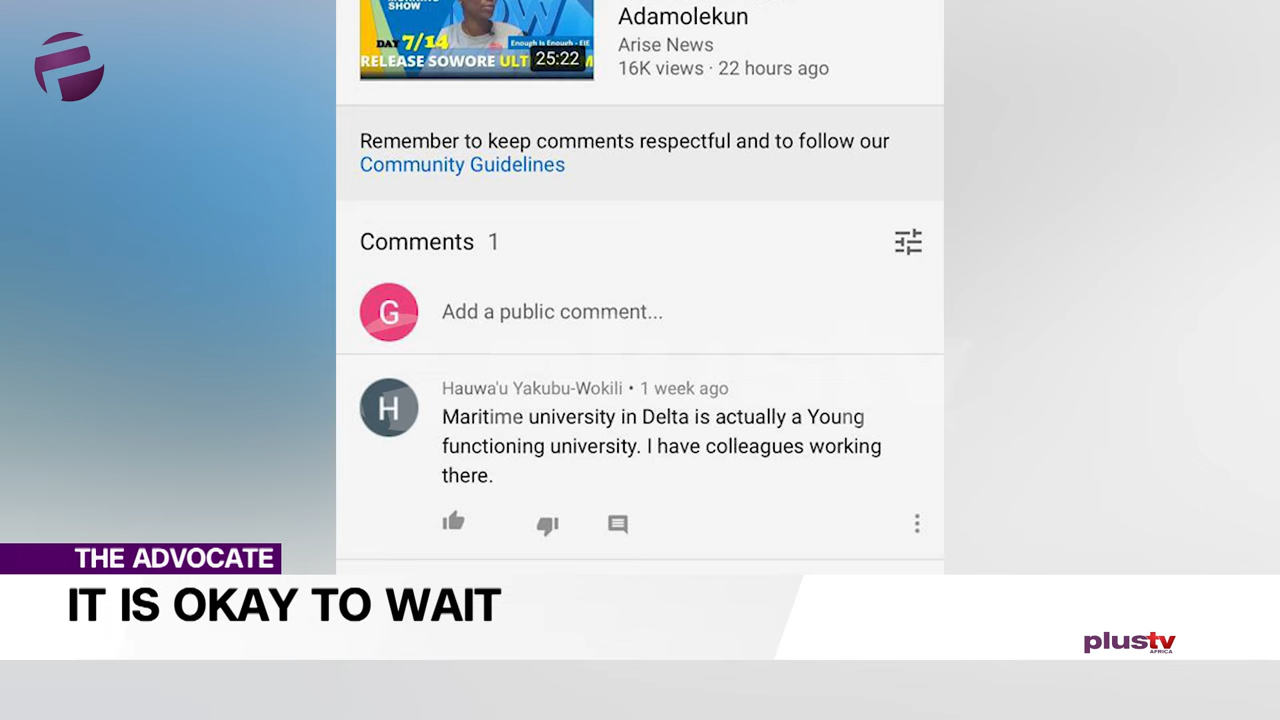 SHOW
DAY 7/14
Enough is Enough - EIE
RELEASE SOWORE ULT
25:22
Adamolekun
Arise News
16K views · 22 hours ago
Remember to keep comments respectful and to follow our
Community Guidelines
Comments 1
G
Add a public comment...
H
Hauwa'u Yakubu-Wokili • 1 week ago
Maritime university in Delta is actually a Young
functioning university. I have colleagues working
there.
THE ADVOCATE
IT IS OKAY TO WAIT
plustv
AFRICA